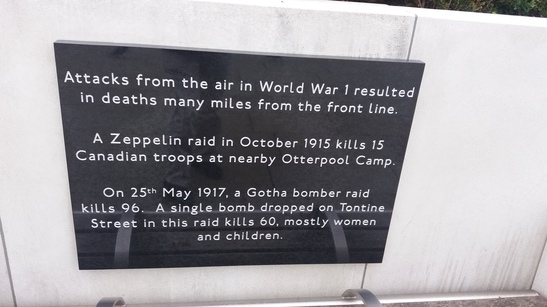 Attacks from the air in World War 1 resulted
in deaths many miles from the front line.
A Zeppelin raid in October 1915 kills 15
Canadian troops at nearby Otterpool Camp.
On 25th May 1917, a Gotha bomber raid
kills 96. A single bomb dropped on Tontine
Street in this raid kills 60, mostly women
and children.